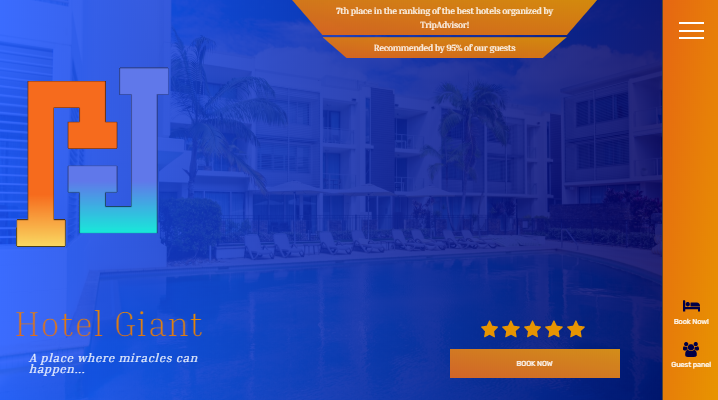 7th place in the ranking of the best hotels organized by
TripAdvisor!
Recommended by 95% of our guests
Hotel Giant
A place where miracles can
happen...
BOOK NOW
Book Now!
Guest panel